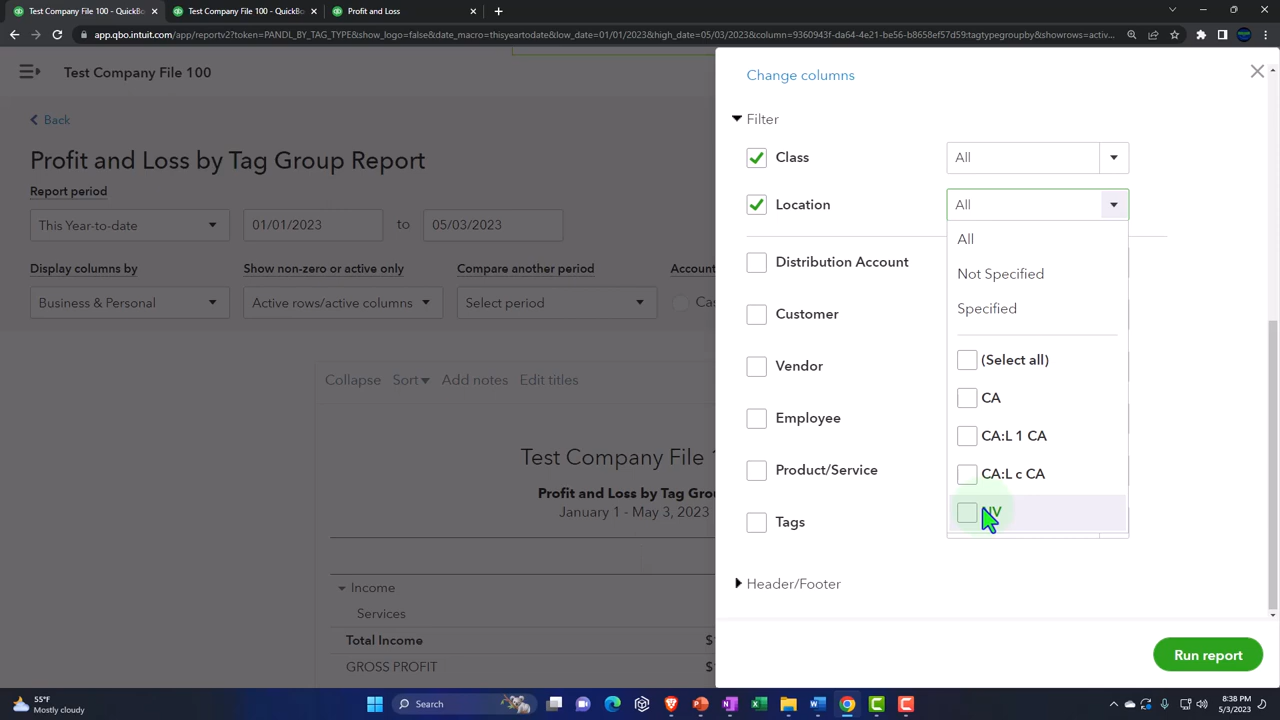 Test Company File 100 - QuickBo
Test Company File 100 - QuickBo
Profit and Loss
app.qbo.intuit.com/app/reportv2?token=PANDL_BY_TAG_TYPE&show_logo=false&date_macro=thisyeartodate&low_date=01/01/2023&high_date=05/03/2023&column=9360943f-da64-4e21-be56-b8658ef57d59:tagtypegroupby&showrows=activ...
Test Company File 100
Change columns
Back
Filter
Profit and Loss by Tag Group Report
Class
All
Report period
Location
All
This Year-to-date
01/01/2023
to
05/03/2023
All
Display columns by
Show non-zero or active only
Compare another period
Distribution Account
Not Specified
Business & Personal
Active rows/active columns
Select period
Customer
Specified
Vendor
(Select all)
Collapse
Sort
Add notes
Edit titles
CA
Employee
CA:L 1 CA
Test Company File
Product/Service
CA:L c CA
Profit and Loss by Tag Grou
January 1 - May 3, 2023
Tags
Income
Header/Footer
Services
Total Income
GROSS PROFIT
Run report
55°F
Mostly cloudy
Search
8:38 PM
5/3/2023